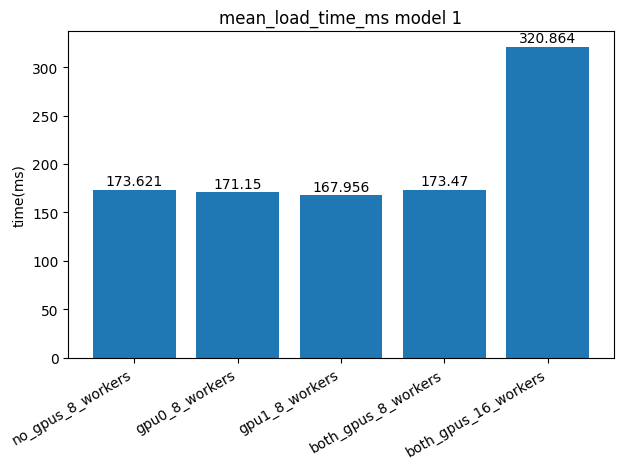 mean_load_time_ms model 1
time(ms)
300
250
200
150
100
50
0
173.621
171.15
167.956
173.47
320.864
no_gpus_8_workers
gpu0_8_workers
gpu1_8_workers
both_gpus_8_workers
both_gpus_16_workers